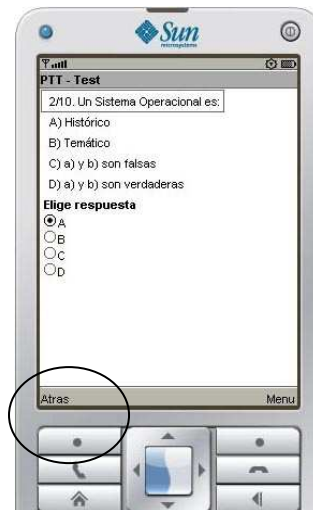 Sun
microsystems
PTT - Test
2/10. Un Sistema Operacional es:
A) Histórico
B) Temático
C) a) y b) son falsas
D) a) y b) son verdaderas
Elige respuesta
A
B
C
D
Atras Menu